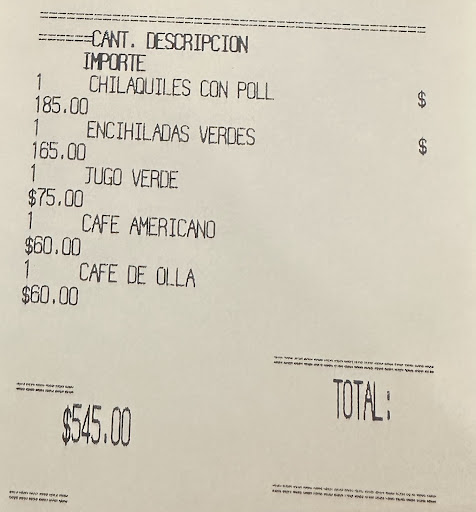 ======CANT. DESCRIPCION
IMPORTE
1 CHILAQUILES CON POLL $
185.00
1 ENCIHILADAS VERDES $
165.00
1 JUGO VERDE
$75.00
1 CAFE AMERICANO
$60.00
1 CAFE DE OLLA
$60.00
TOTAL:
$545.00